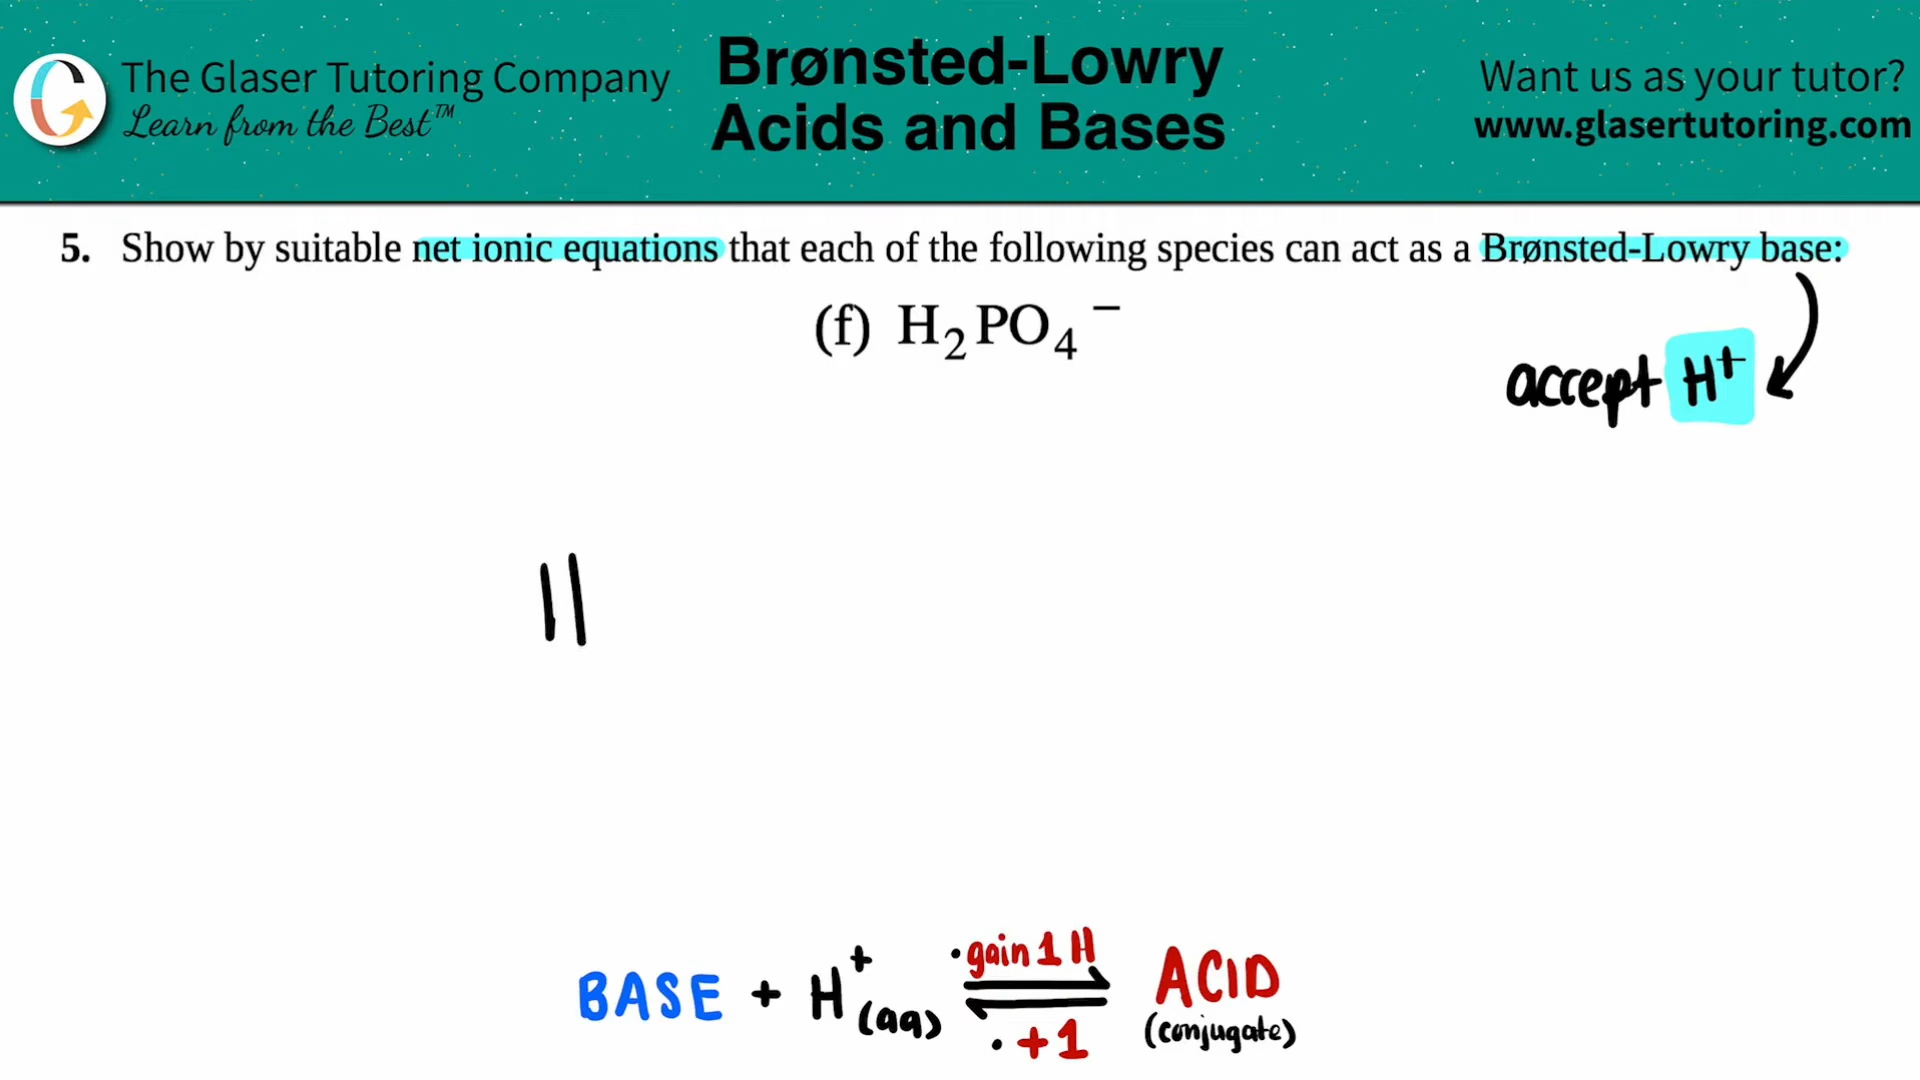 The Glaser Tutoring Company
Learn from the Best™
Brønsted-Lowry
Acids and Bases
Want us as your tutor?
www.glasertutoring.com
5. Show by suitable net ionic equations that each of the following species can act as a Brønsted-Lowry base:
(f) H₂PO₄⁻
accept H⁺
·gain 1 H
BASE + H⁺(aq) ⇌ ACID
· +1 (conjugate)